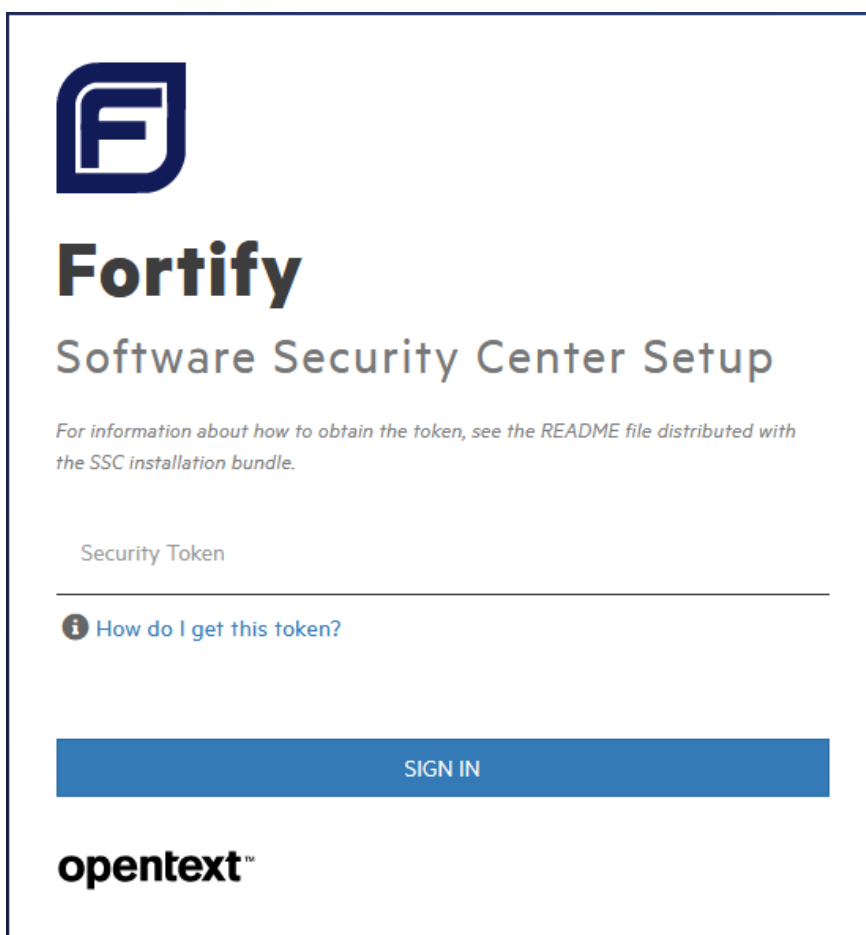 Fortify
Software Security Center Setup
For information about how to obtain the token, see the README file distributed with
the SSC installation bundle.
Security Token
How do I get this token?
SIGN IN
opentext™